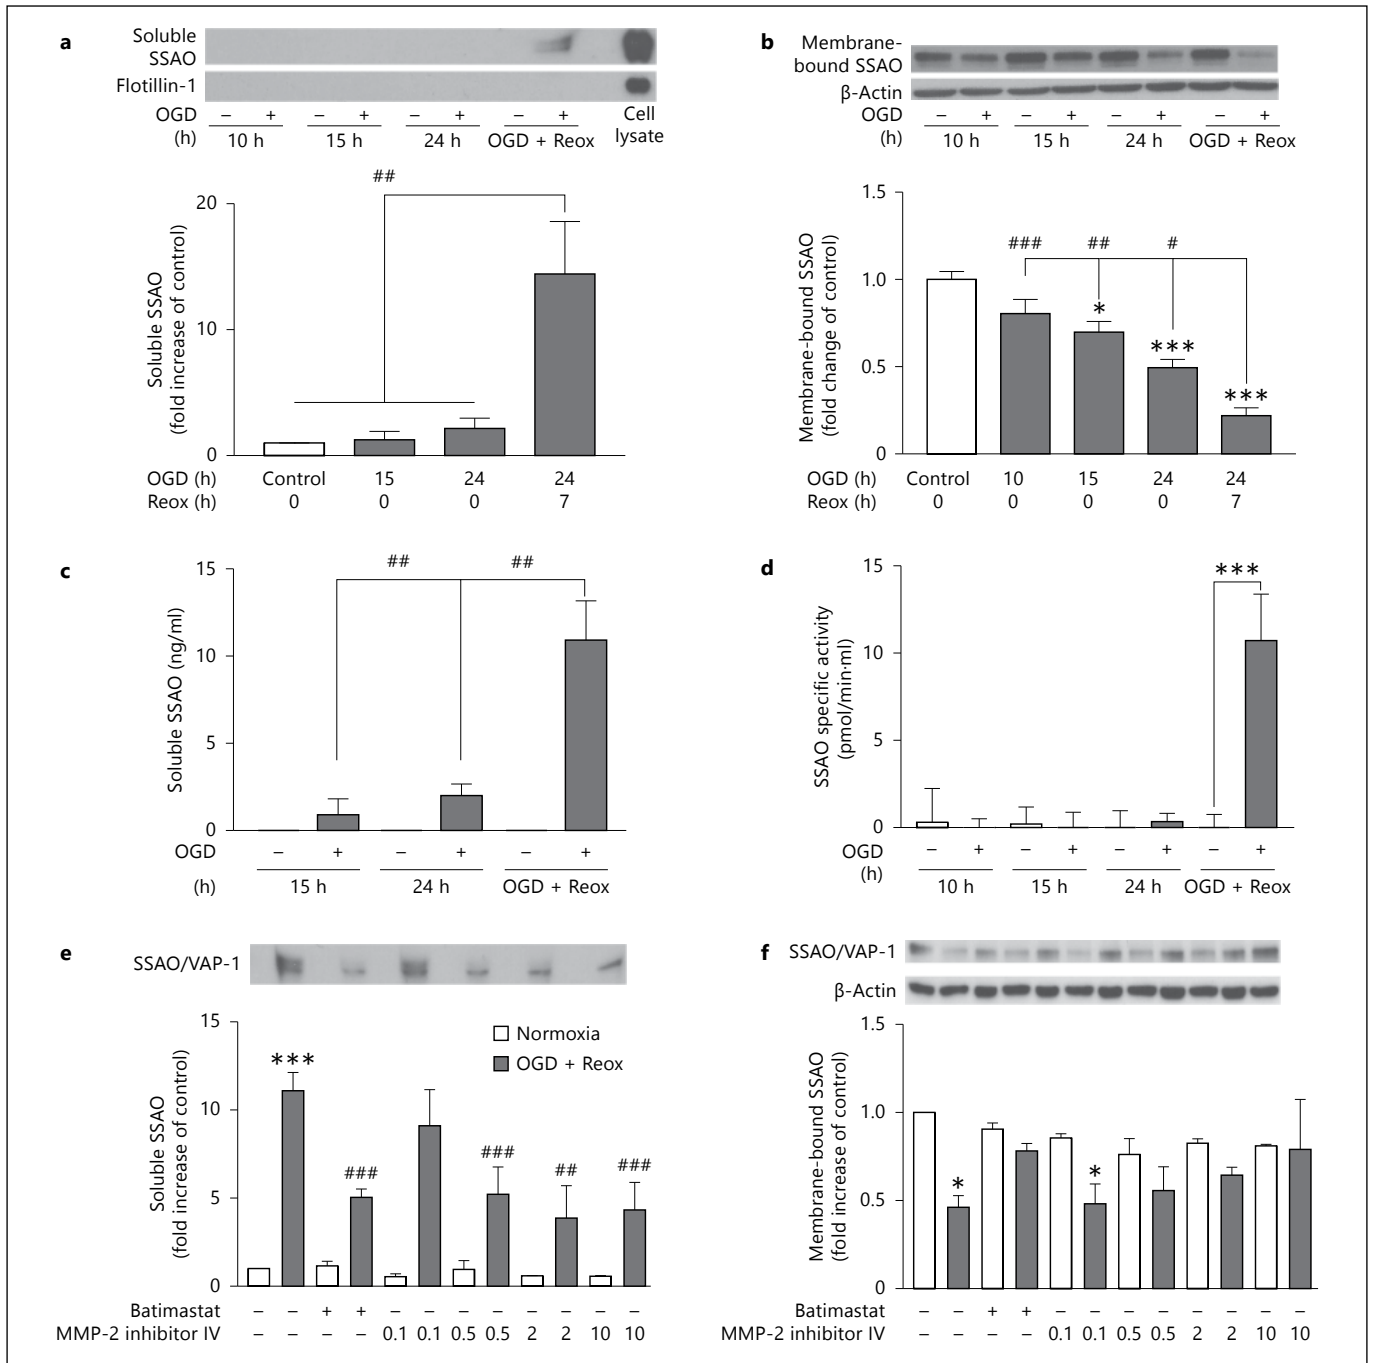 a
Soluble
SSAO
Flotillin-1
OGD – + – + – + – + Cell
(h) 10 h 15 h 24 h OGD + Reox lysate
##
Soluble SSAO
(fold increase of control)
20
10
0
OGD (h) Control 15 24 24
Reox (h) 0 0 0 7
b
Membrane-
bound SSAO
β-Actin
OGD – + – + – + – +
(h) 10 h 15 h 24 h OGD + Reox
Membrane-bound SSAO
(fold change of control)
1.5
1.0
0.5
0
### ## #
*
***
***
OGD (h) Control 10 15 24 24
Reox (h) 0 0 0 0 7
c
Soluble SSAO (ng/ml)
15
10
5
0
## ##
OGD – + – + – +
(h) 15 h 24 h OGD + Reox
d
SSAO specific activity
(pmol/min·ml)
15
10
5
0
***
OGD – + – + – + – +
(h) 10 h 15 h 24 h OGD + Reox
e
SSAO/VAP-1
Soluble SSAO
(fold increase of control)
15
10
5
0
Normoxia
OGD + Reox
***
### ### ## ###
Batimastat – – + + – – – – – – – –
MMP-2 inhibitor IV – – – – 0.1 0.1 0.5 0.5 2 2 10 10
f
SSAO/VAP-1
β-Actin
Membrane-bound SSAO
(fold increase of control)
1.5
1.0
0.5
0
* *
Batimastat – – + + – – – – – – – –
MMP-2 inhibitor IV – – – – 0.1 0.1 0.5 0.5 2 2 10 10